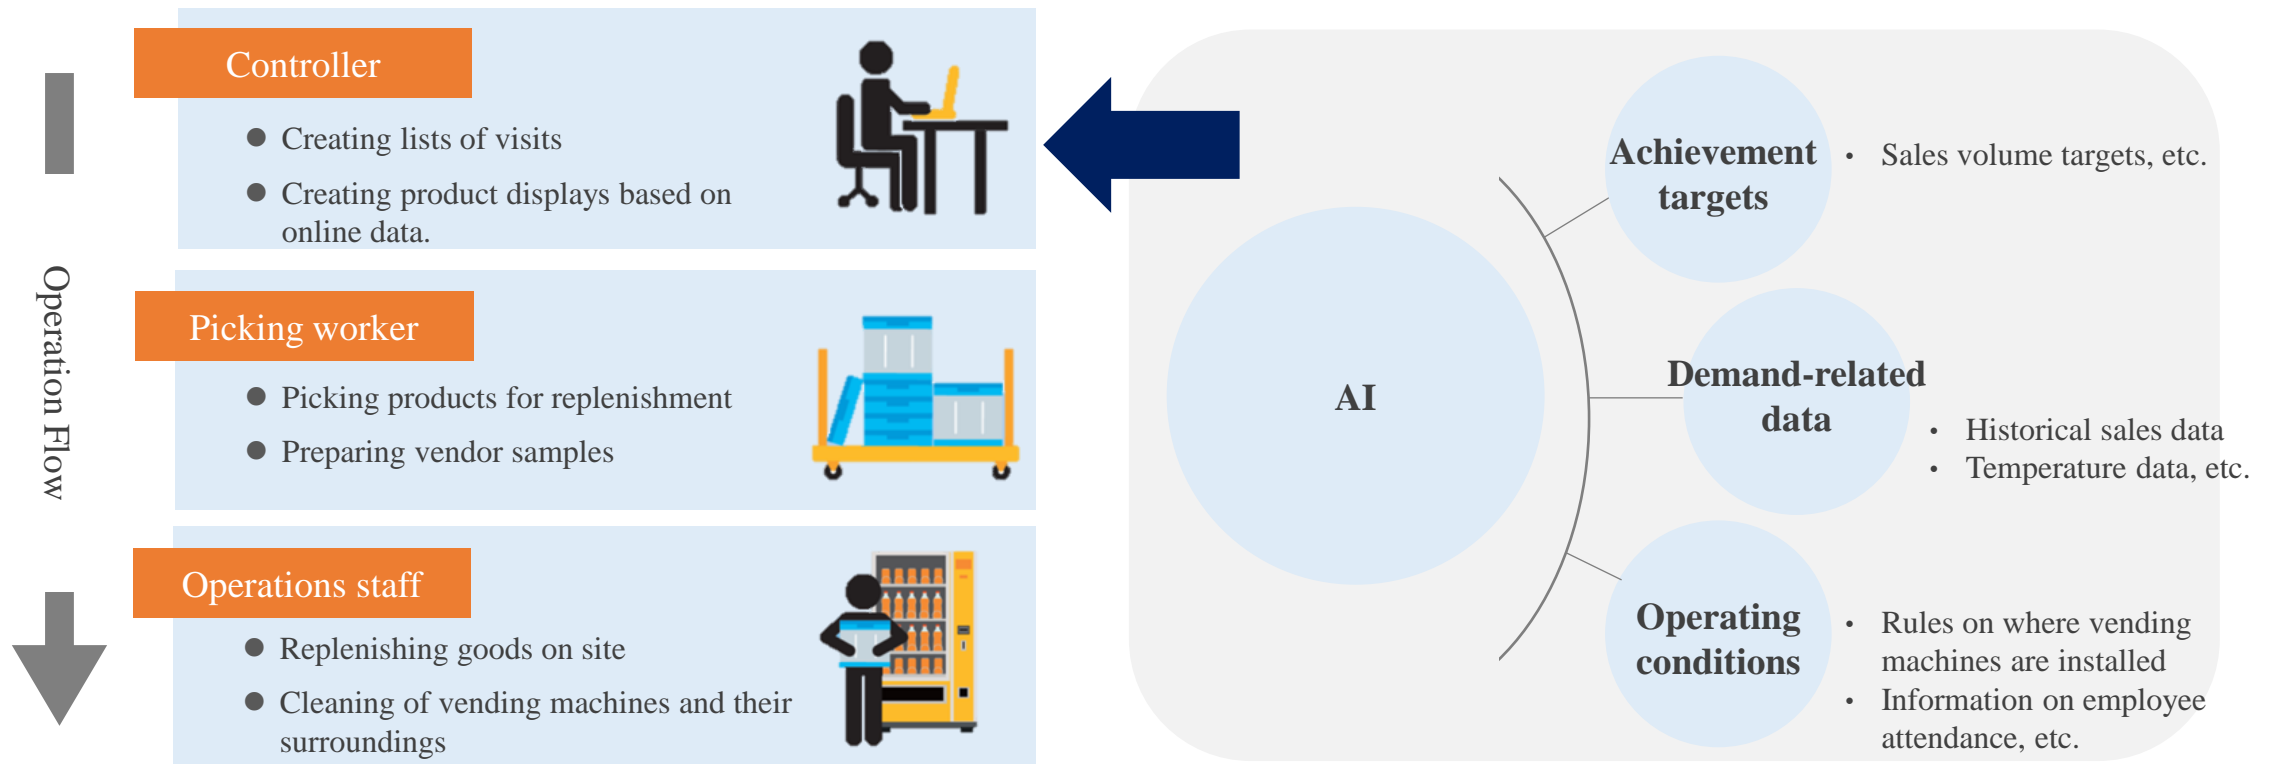 Operation Flow
Controller
● Creating lists of visits
● Creating product displays based on
online data.
Picking worker
● Picking products for replenishment
● Preparing vendor samples
Operations staff
● Replenishing goods on site
● Cleaning of vending machines and their
surroundings
AI
Achievement
targets
• Sales volume targets, etc.
Demand-related
data
• Historical sales data
• Temperature data, etc.
Operating
conditions
• Rules on where vending
machines are installed
• Information on employee
attendance, etc.